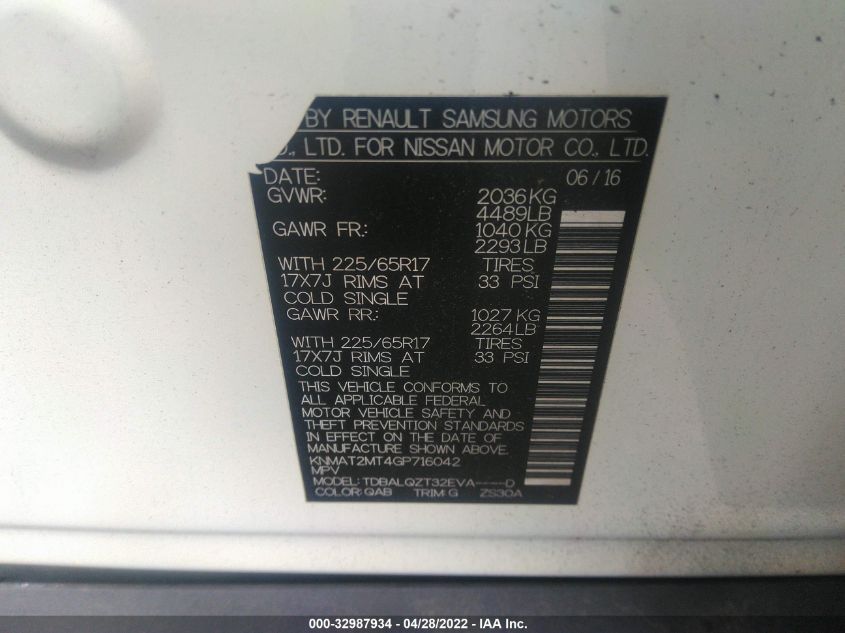 BY RENAULT SAMSUNG MOTORS
., LTD. FOR NISSAN MOTOR CO., LTD.
DATE: 06/16
GVWR: 2036KG
4489LB
GAWR FR.: 1040KG
2293LB
WITH 225/65R17 TIRES
17X7J RIMS AT 33 PSI
COLD SINGLE
GAWR RR.: 1027KG
2264LB
WITH 225/65R17 TIRES
17X7J RIMS AT 33 PSI
COLD SINGLE
THIS VEHICLE CONFORMS TO
ALL APPLICABLE FEDERAL
MOTOR VEHICLE SAFETY AND
THEFT PREVENTION STANDARDS
IN EFFECT ON THE DATE OF
MANUFACTURE SHOWN ABOVE.
KNMAT2MT4GP716042
MPV
MODEL: TDBALQZT32EVA----D
COLOR: QAB TRIM: G ZS30A
000-32987934 - 04/28/2022 - IAA Inc.